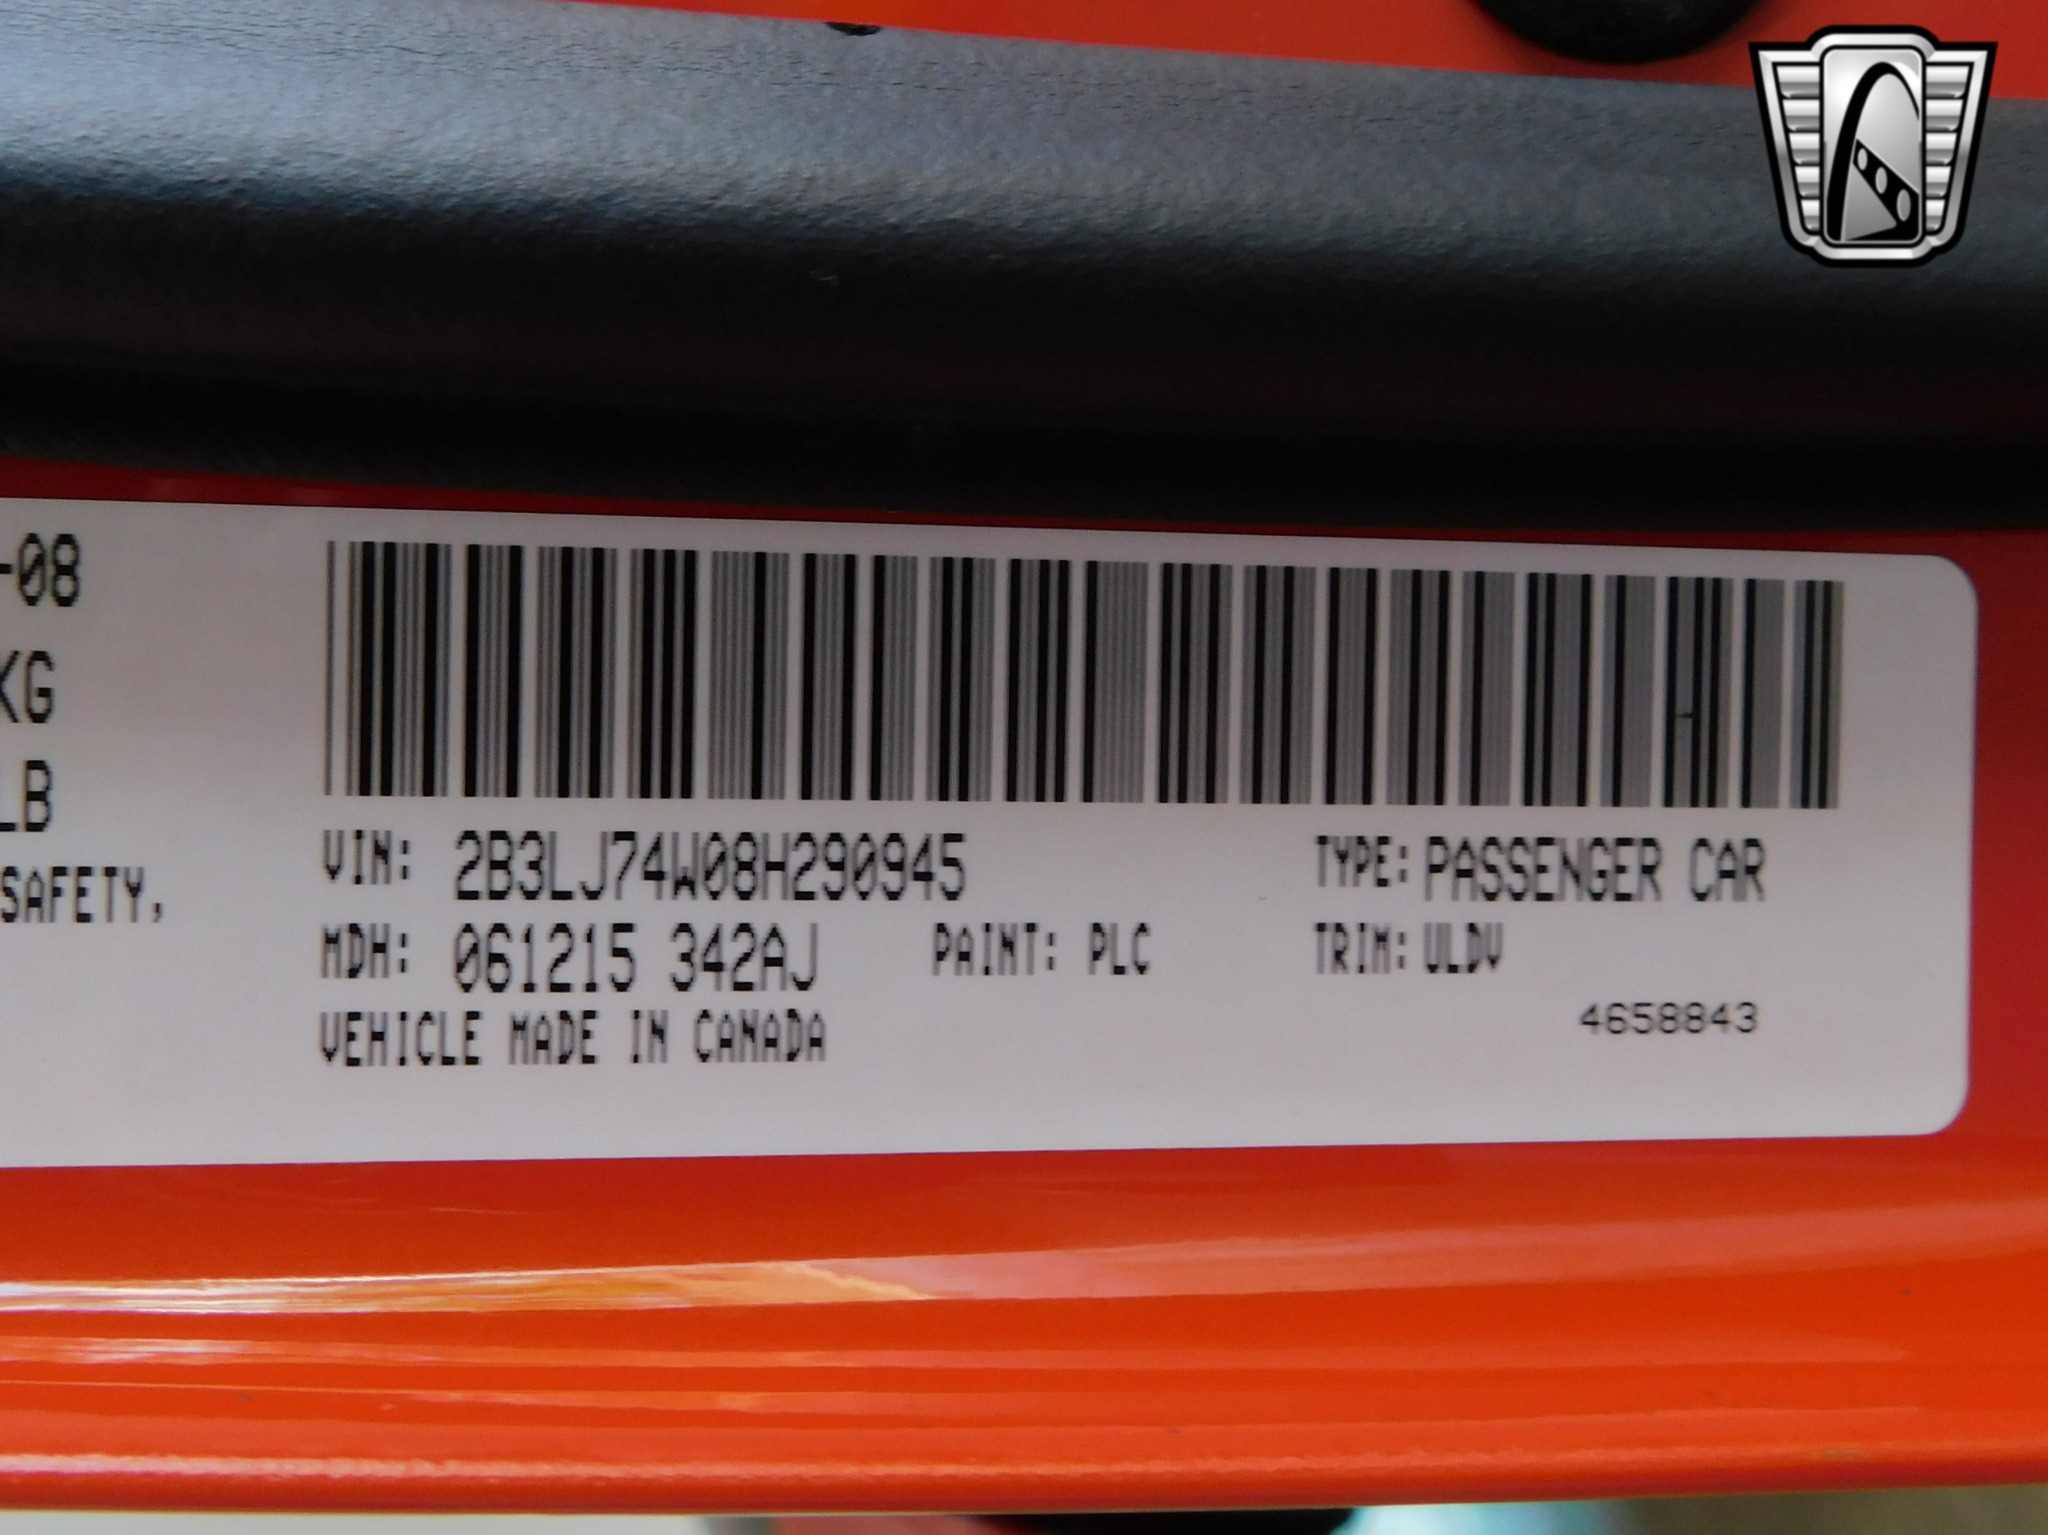 -08
KG
LB
SAFETY,
VIN: 2B3LJ74W08H290945 TYPE: PASSENGER CAR
MDH: 061215 342AJ PAINT: PLC TRIM: ULDV
VEHICLE MADE IN CANADA 4658843